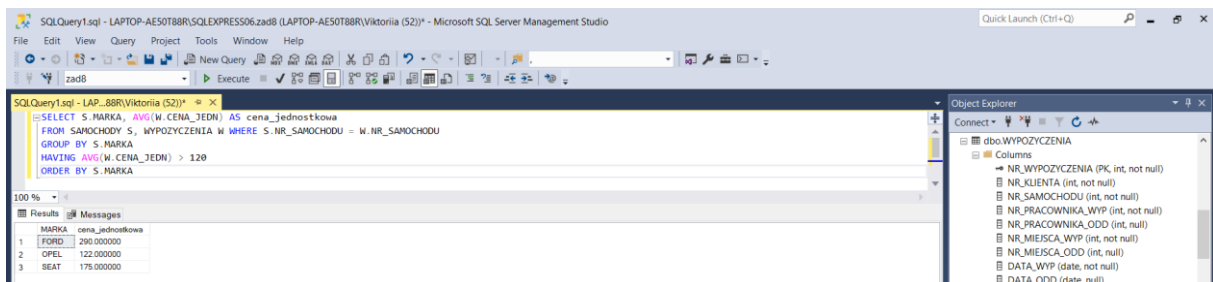 SQLQuery1.sql - LAPTOP-AE50T88R\SQLEXPRESS06.zad8 (LAPTOP-AE50T88R\Viktoriia (52))* - Microsoft SQL Server Management Studio
Quick Launch (Ctrl+Q)
File Edit View Query Project Tools Window Help
New Query
zad8
Execute
SQLQuery1.sql - LAP...88R\Viktoriia (52))*
SELECT S.MARKA, AVG(W.CENA_JEDN) AS cena_jednostkowa
FROM SAMOCHODY S, WYPOZYCZENIA W WHERE S.NR_SAMOCHODU = W.NR_SAMOCHODU
GROUP BY S.MARKA
HAVING AVG(W.CENA_JEDN) > 120
ORDER BY S.MARKA
100 %
Results Messages
MARKA cena_jednostkowa
1 FORD 290.000000
2 OPEL 122.000000
3 SEAT 175.000000
Object Explorer
Connect
dbo.WYPOZYCZENIA
Columns
NR_WYPOZYCZENIA (PK, int, not null)
NR_KLIENTA (int, not null)
NR_SAMOCHODU (int, not null)
NR_PRACOWNIKA_WYP (int, not null)
NR_PRACOWNIKA_ODD (int, null)
NR_MIEJSCA_WYP (int, not null)
NR_MIEJSCA_ODD (int, null)
DATA_WYP (date, not null)
DATA_ODD (date, null)